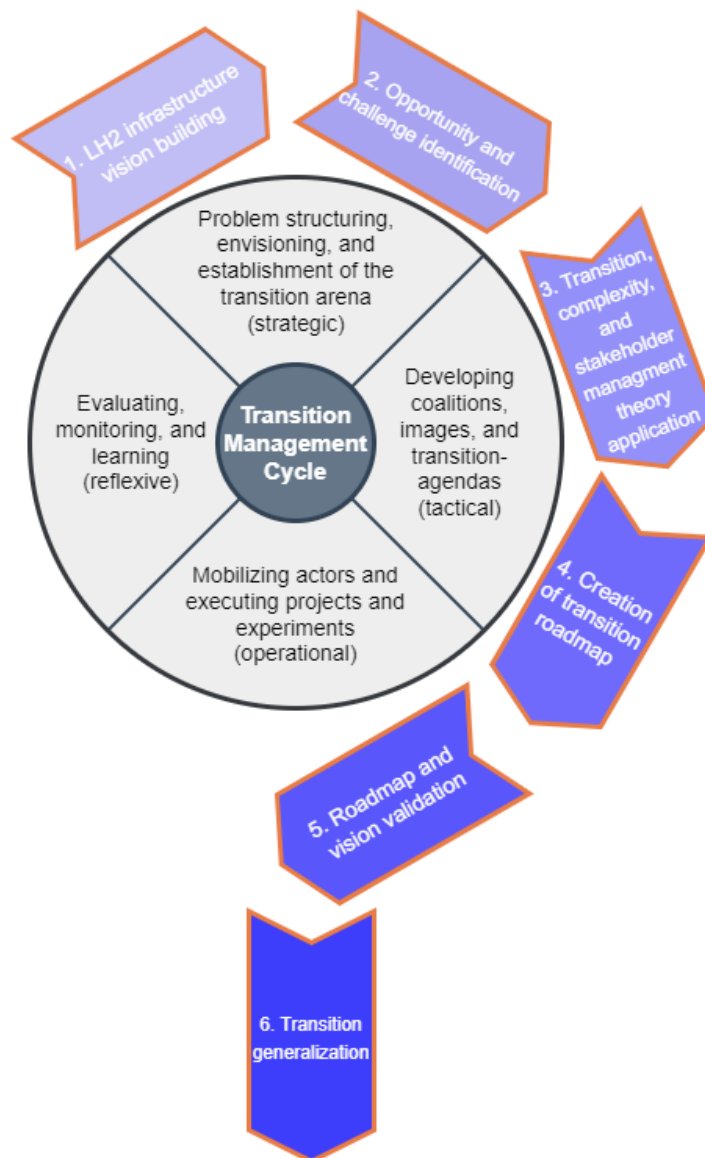 1. LH2 infrastructure
vision building
2. Opportunity and
challenge identification
3. Transition,
complexity,
and
stakeholder
managment
theory
application
4. Creation
of transition
roadmap
5. Roadmap and
vision validation
6. Transition
generalization
Problem structuring,
envisioning, and
establishment of the
transition arena
(strategic)
Developing
coalitions,
images, and
transition-
agendas
(tactical)
Mobilizing actors and
executing projects and
experiments
(operational)
Evaluating,
monitoring, and
learning
(reflexive)
Transition
Management
Cycle